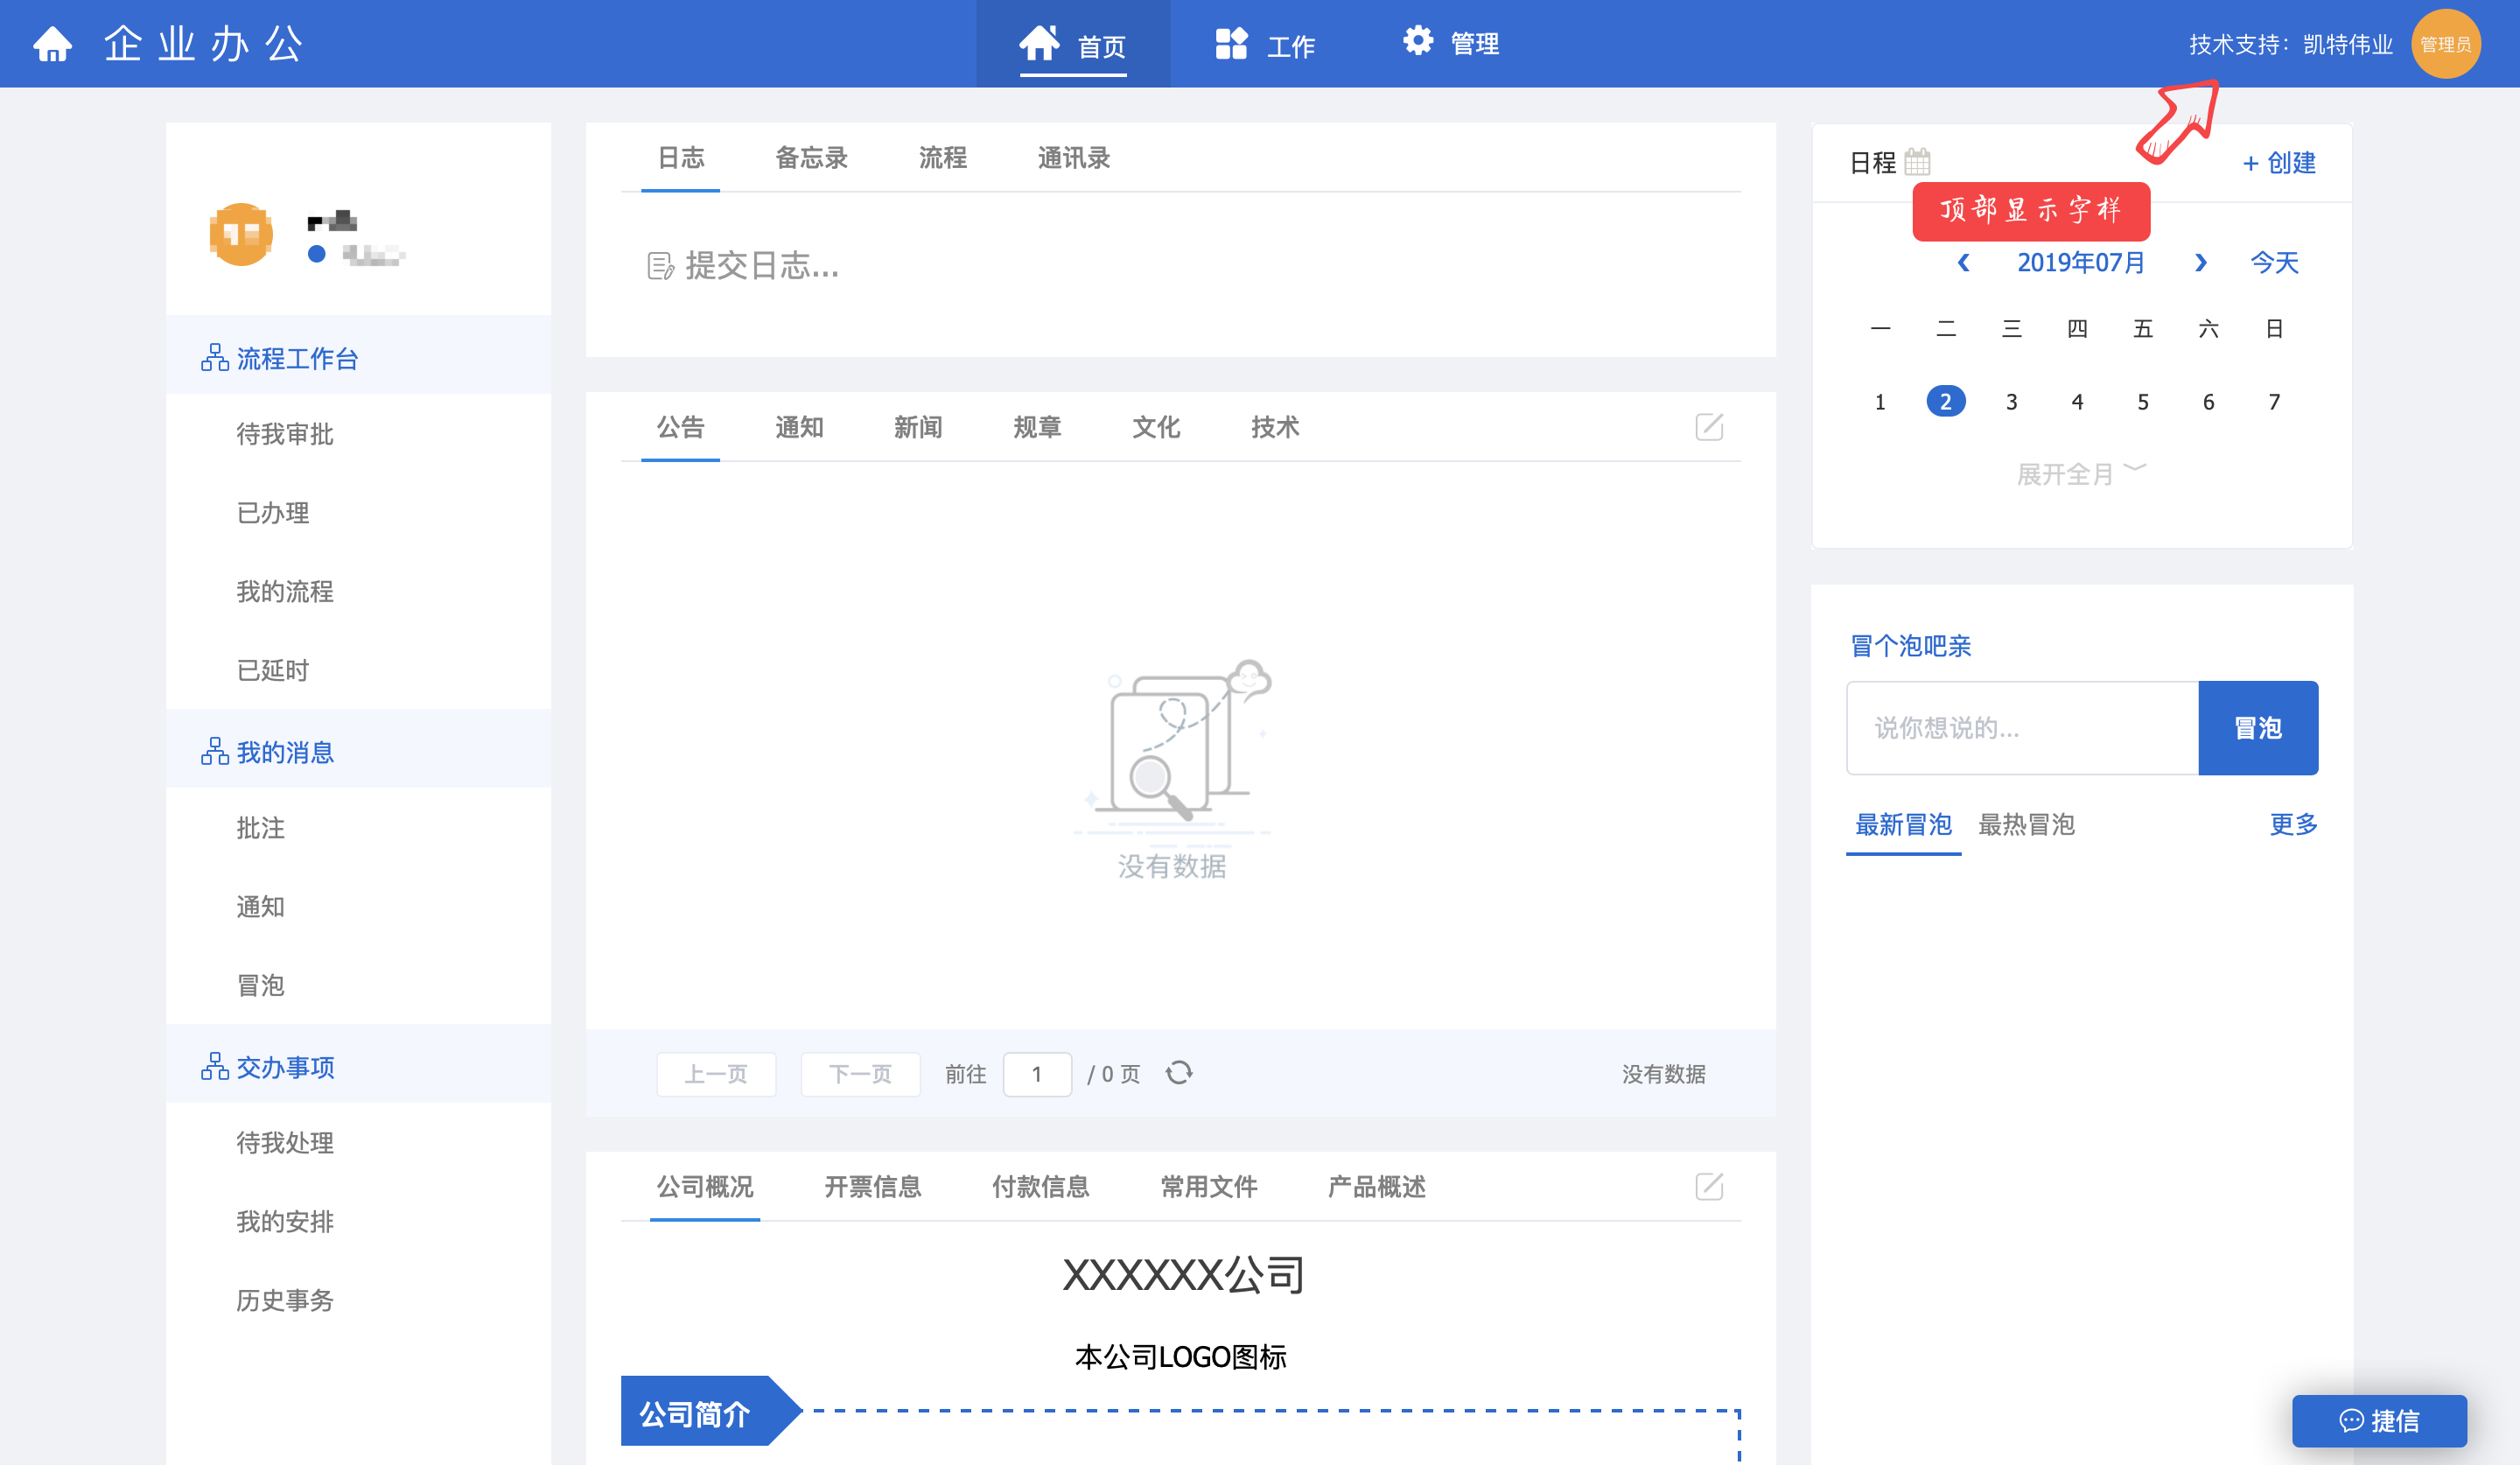 企业办公
首页
工作
管理
技术支持：凯特伟业
管理员
流程工作台
待我审批
已办理
我的流程
已延时
我的消息
批注
通知
冒泡
交办事项
待我处理
我的安排
历史事务
日志 备忘录 流程 通讯录
提交日志...
公告 通知 新闻 规章 文化 技术
没有数据
上一页 下一页 前往 1 / 0 页 没有数据
公司概况 开票信息 付款信息 常用文件 产品概述
XXXXXX公司
本公司LOGO图标
公司简介
日程 + 创建
顶部显示字样
2019年07月 今天
一 二 三 四 五 六 日
1 2 3 4 5 6 7
展开全月
冒个泡吧亲
说你想说的... 冒泡
最新冒泡 最热冒泡 更多
捷信